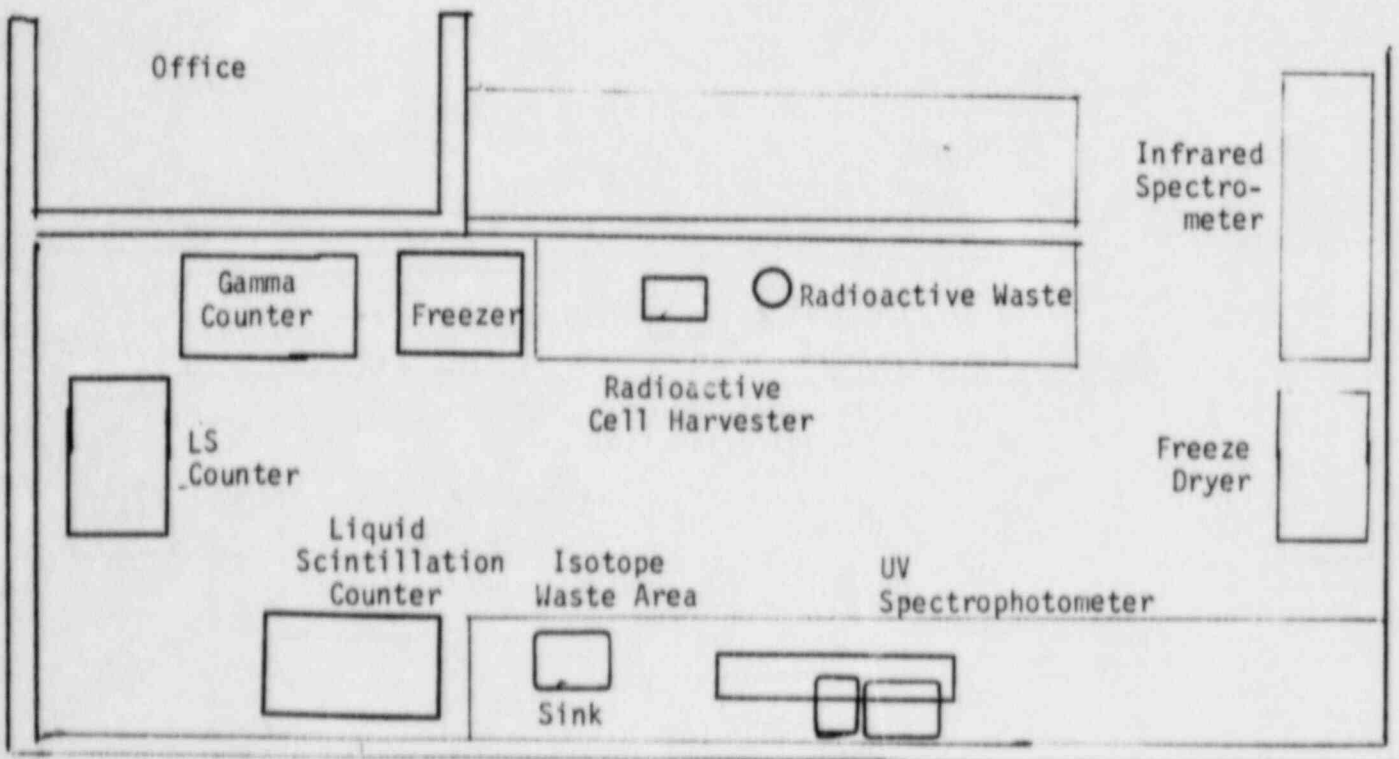 Office
Infrared
Spectro-
meter
Gamma
Counter
Freezer
Radioactive Waste
Radioactive
Cell Harvester
LS
Counter
Freeze
Dryer
Liquid
Scintillation
Counter
Isotope
Waste Area
UV
Spectrophotometer
Sink